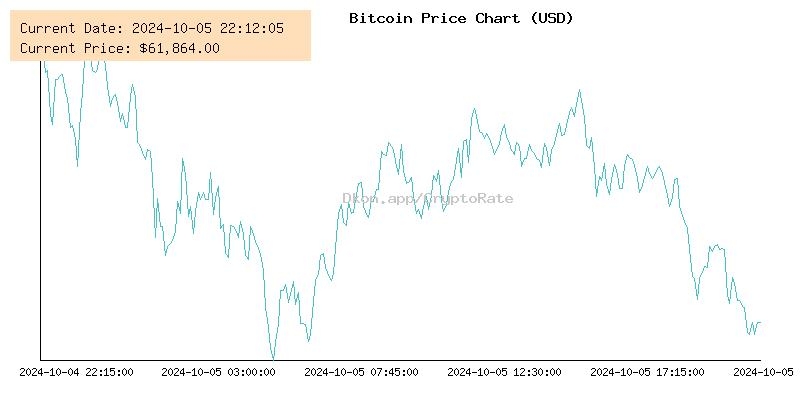 Bitcoin Price Chart (USD)
Current Date: 2024-10-05 22:12:05
Current Price: $61,864.00
Dkon.app/CryptoRate
2024-10-04 22:15:00 2024-10-05 03:00:00 2024-10-05 07:45:00 2024-10-05 12:30:00 2024-10-05 17:15:00 2024-10-05